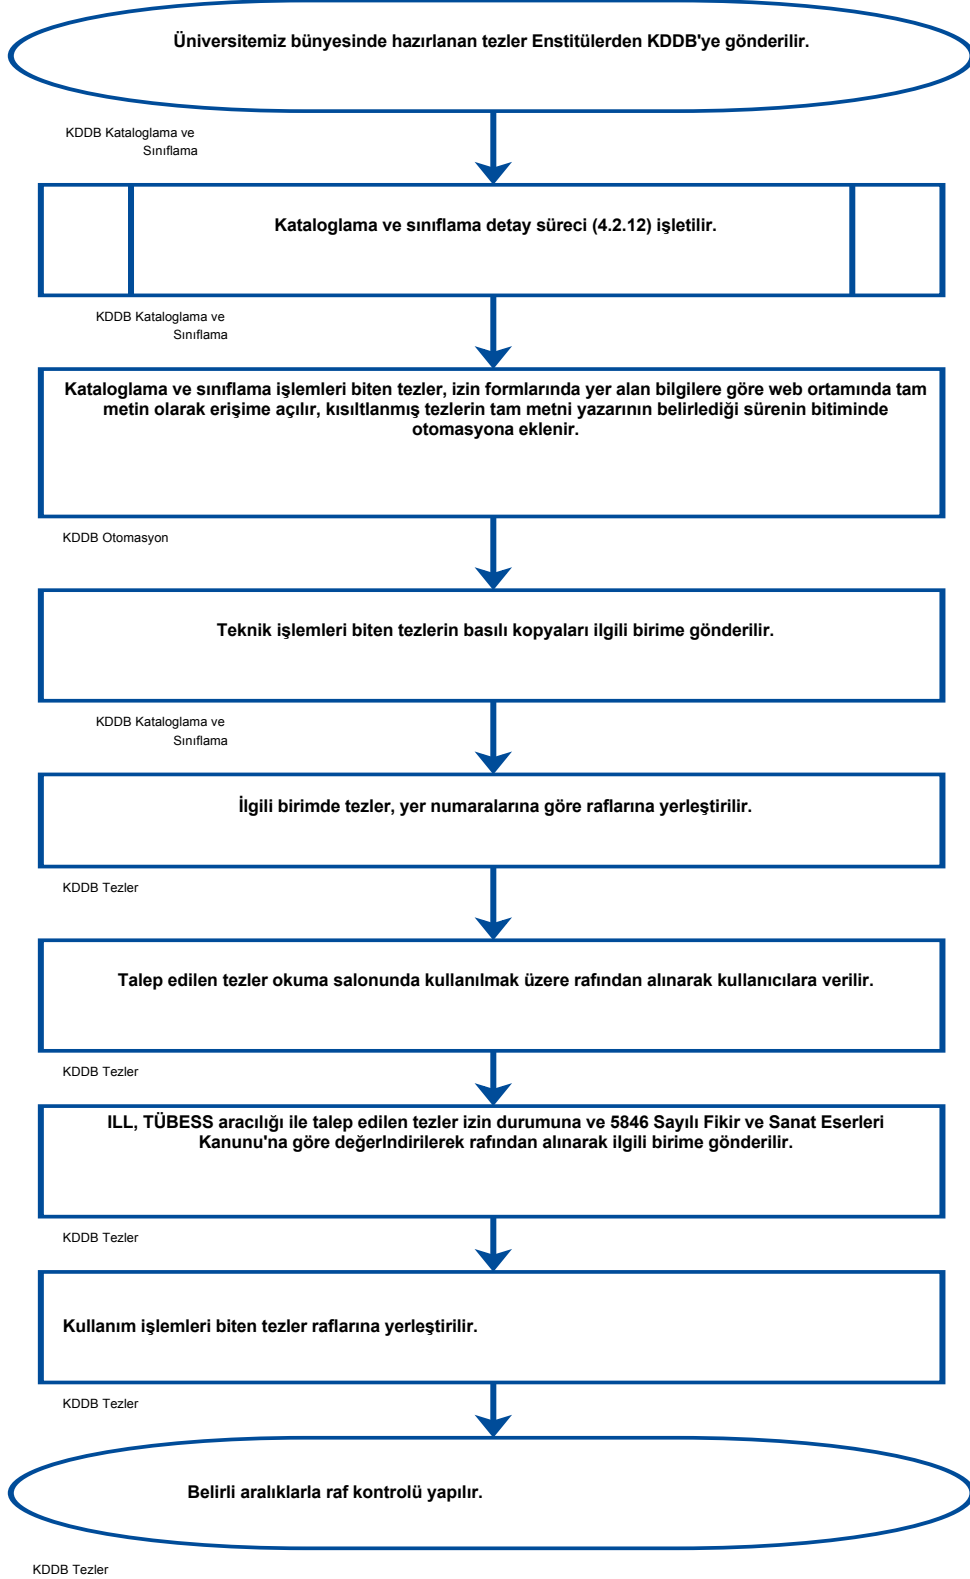 Üniversitemiz bünyesinde hazırlanan tezler Enstitülerden KDDB'ye gönderilir.
KDDB Kataloglama ve
Sınıflama
Kataloglama ve sınıflama detay süreci (4.2.12) işletilir.
KDDB Kataloglama ve
Sınıflama
Kataloglama ve sınıflama işlemleri biten tezler, izin formlarında yer alan bilgilere göre web ortamında tam
metin olarak erişime açılır, kısıltlanmış tezlerin tam metni yazarının belirlediği sürenin bitiminde
otomasyona eklenir.
KDDB Otomasyon
Teknik işlemleri biten tezlerin basılı kopyaları ilgili birime gönderilir.
KDDB Kataloglama ve
Sınıflama
İlgili birimde tezler, yer numaralarına göre raflarına yerleştirilir.
KDDB Tezler
Talep edilen tezler okuma salonunda kullanılmak üzere rafından alınarak kullanıcılara verilir.
KDDB Tezler
ILL, TÜBESS aracılığı ile talep edilen tezler izin durumuna ve 5846 Sayılı Fikir ve Sanat Eserleri
Kanunu'na göre değerlndirilerek rafından alınarak ilgili birime gönderilir.
KDDB Tezler
Kullanım işlemleri biten tezler raflarına yerleştirilir.
KDDB Tezler
Belirli aralıklarla raf kontrolü yapılır.
KDDB Tezler